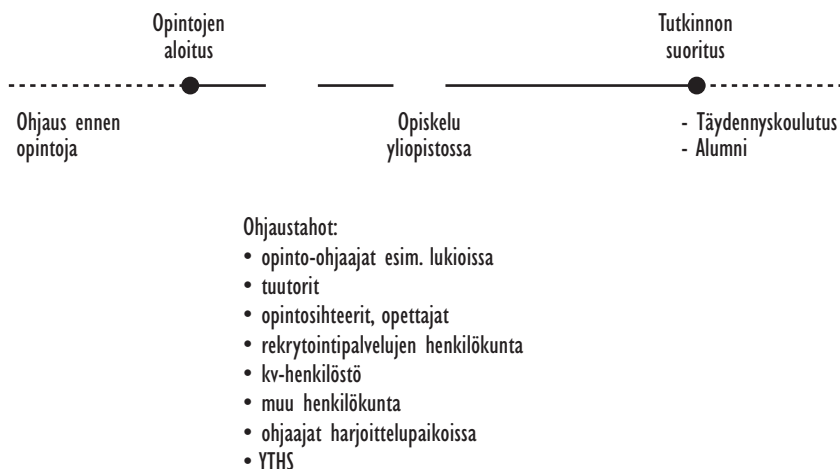 Opintojen
aloitus
Tutkinnon
suoritus
Ohjaus ennen
opintoja
Opiskelu
yliopistossa
- Täydennyskoulutus
- Alumni
Ohjaustahot:
• opinto-ohjaajat esim. lukioissa
• tuutorit
• opintosihteerit, opettajat
• rekrytointipalvelujen henkilökunta
• kv-henkilöstö
• muu henkilökunta
• ohjaajat harjoittelupaikoissa
• YTHS